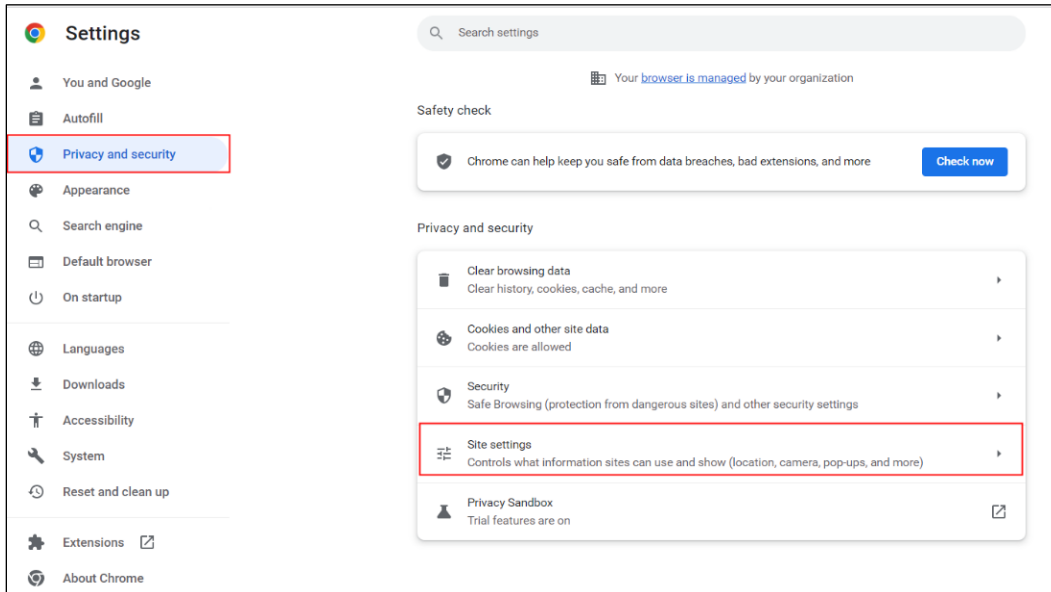 Settings
Search settings
You and Google
Autofill
Privacy and security
Appearance
Search engine
Default browser
On startup
Languages
Downloads
Accessibility
System
Reset and clean up
Extensions
About Chrome
Your browser is managed by your organization
Safety check
Chrome can help keep you safe from data breaches, bad extensions, and more
Check now
Privacy and security
Clear browsing data
Clear history, cookies, cache, and more
Cookies and other site data
Cookies are allowed
Security
Safe Browsing (protection from dangerous sites) and other security settings
Site settings
Controls what information sites can use and show (location, camera, pop-ups, and more)
Privacy Sandbox
Trial features are on